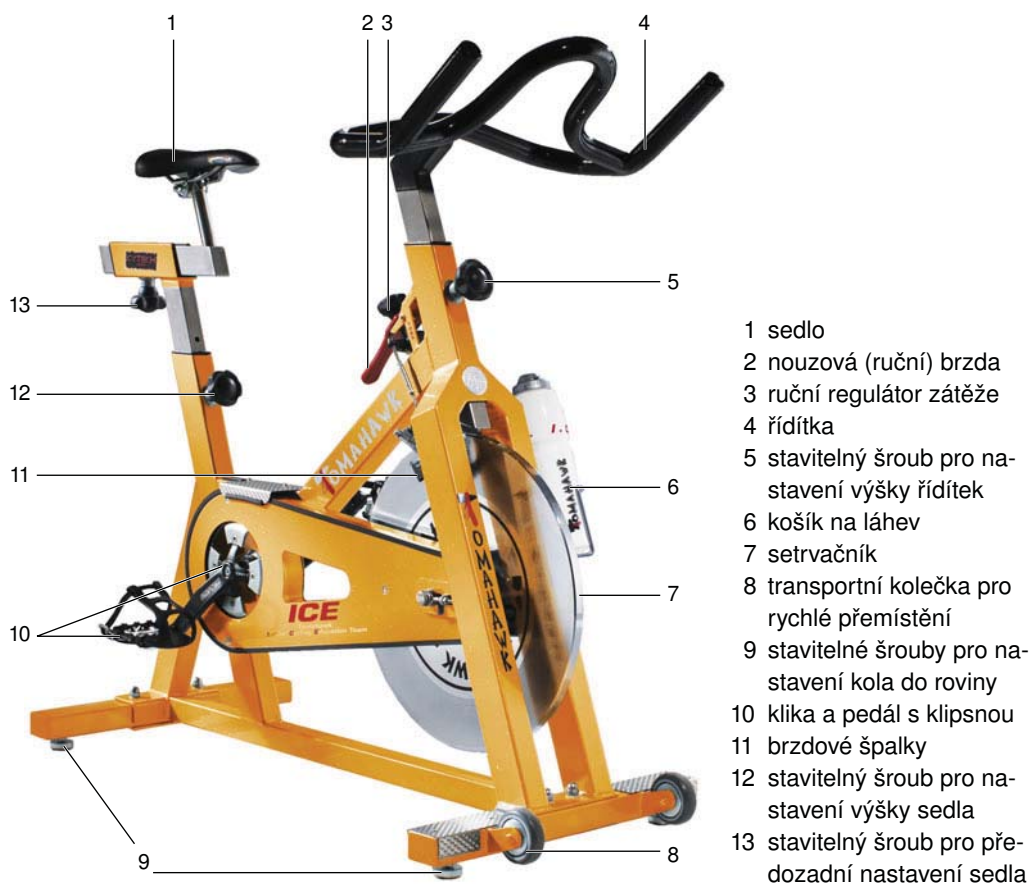 1
2 3
4
13
5
12
11
6
7
10
9
8
TOMAHAWK
TOMAHAWK
TOMAHAWK
ICE
1 sedlo
2 nouzová (ruční) brzda
3 ruční regulátor zátěže
4 řídítka
5 stavitelný šroub pro na-
stavení výšky řídítek
6 košík na láhev
7 setrvačník
8 transportní kolečka pro
rychlé přemístění
9 stavitelné šrouby pro na-
stavení kola do roviny
10 klika a pedál s klipsnou
11 brzdové špalky
12 stavitelný šroub pro na-
stavení výšky sedla
13 stavitelný šroub pro pře-
dozadní nastavení sedla